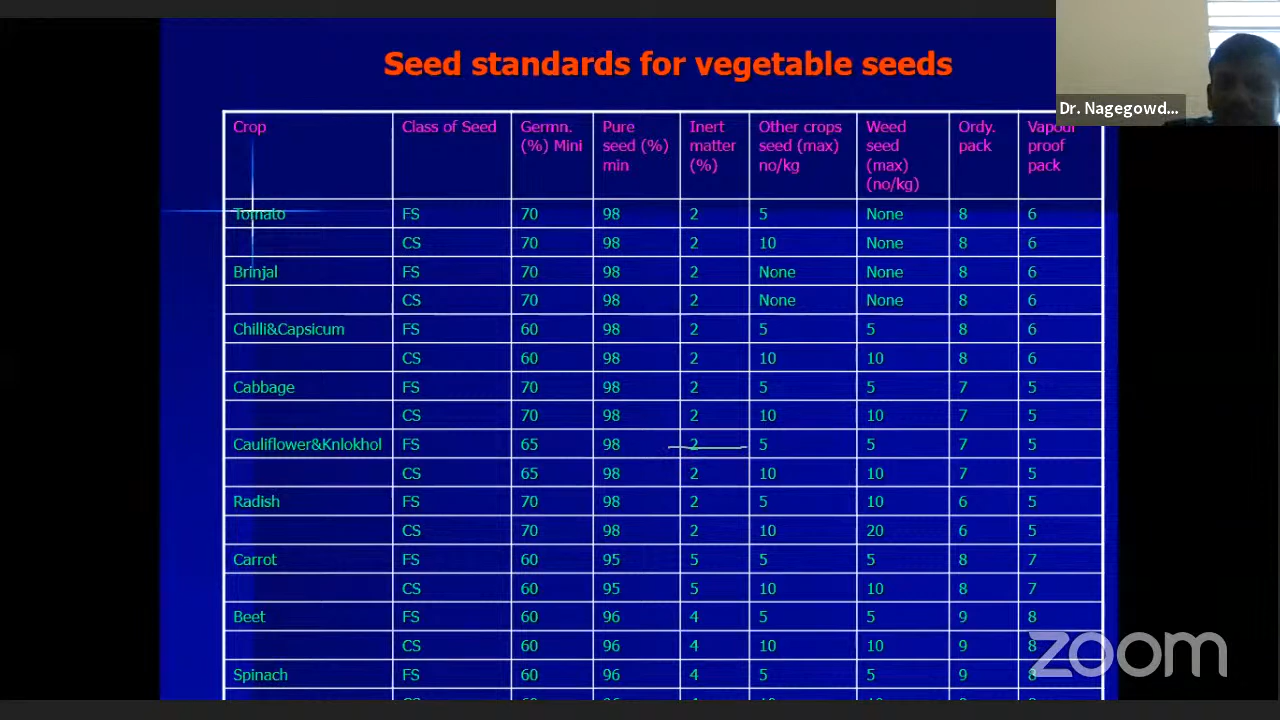 Seed standards for vegetable seeds
Dr. Nagegowd...
Crop Class of Seed Germn. (%) Mini Pure seed (%) min Inert matter (%) Other crops seed (max) no/kg Weed seed (max) (no/kg) Ordy. pack Vapour proof pack
Tomato FS 70 98 2 5 None 8 6
CS 70 98 2 10 None 8 6
Brinjal FS 70 98 2 None None 8 6
CS 70 98 2 None None 8 6
Chilli&Capsicum FS 60 98 2 5 5 8 6
CS 60 98 2 10 10 8 6
Cabbage FS 70 98 2 5 5 7 5
CS 70 98 2 10 10 7 5
Cauliflower&Knlokhol FS 65 98 2 5 5 7 5
CS 65 98 2 10 10 7 5
Radish FS 70 98 2 5 10 6 5
CS 70 98 2 10 20 6 5
Carrot FS 60 95 5 5 5 8 7
CS 60 95 5 10 10 8 7
Beet FS 60 96 4 5 5 9 8
CS 60 96 4 10 10 9 8
Spinach FS 60 96 4 5 5 9 8
zoom